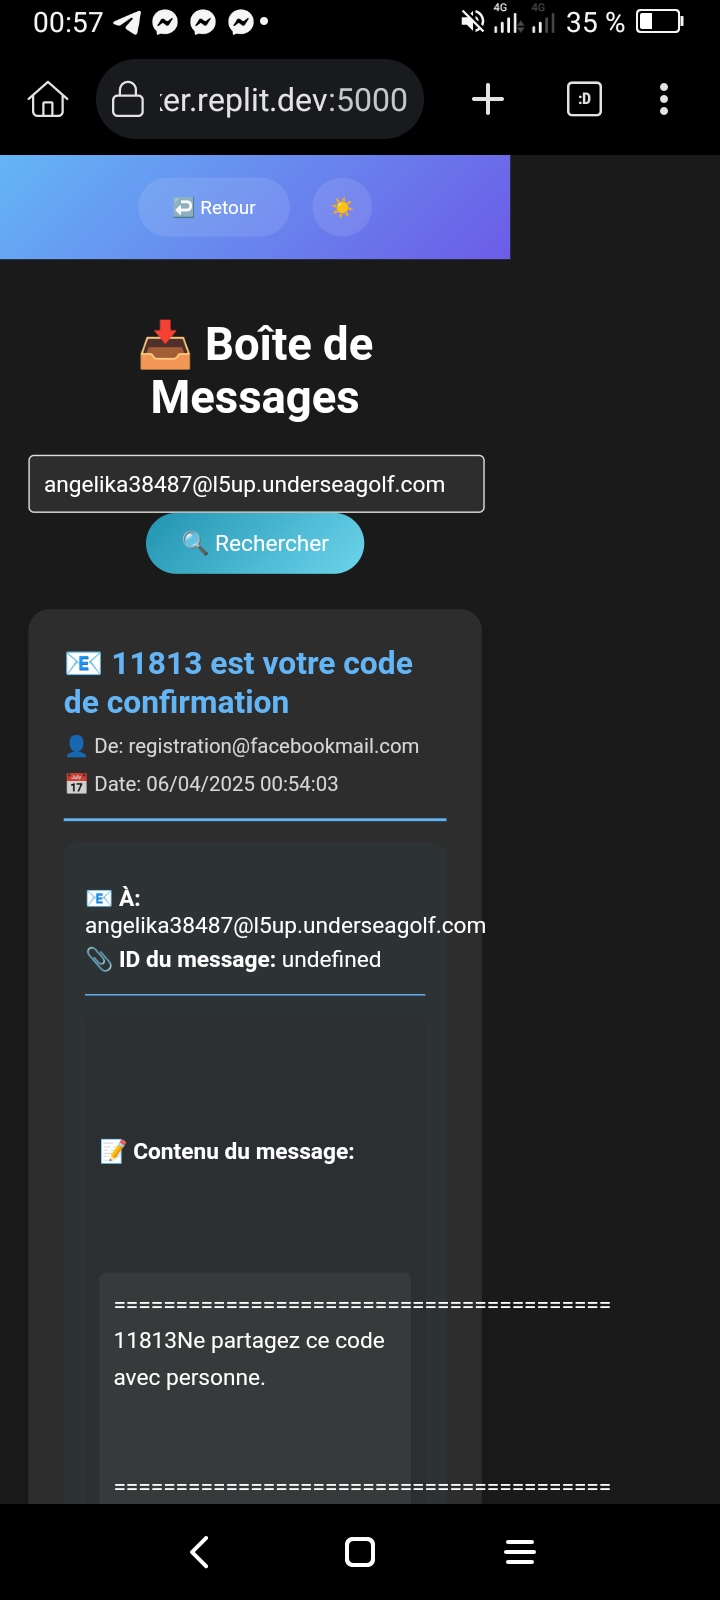 00:57
4G 4G 35 %
ker.replit.dev:5000
:D
Retour
Boîte de
Messages
angelika38487@l5up.underseagolf.com
Rechercher
11813 est votre code
de confirmation
De: registration@facebookmail.com
Date: 06/04/2025 00:54:03
À:
angelika38487@l5up.underseagolf.com
ID du message: undefined
Contenu du message:
========================================
11813Ne partagez ce code
avec personne.
========================================